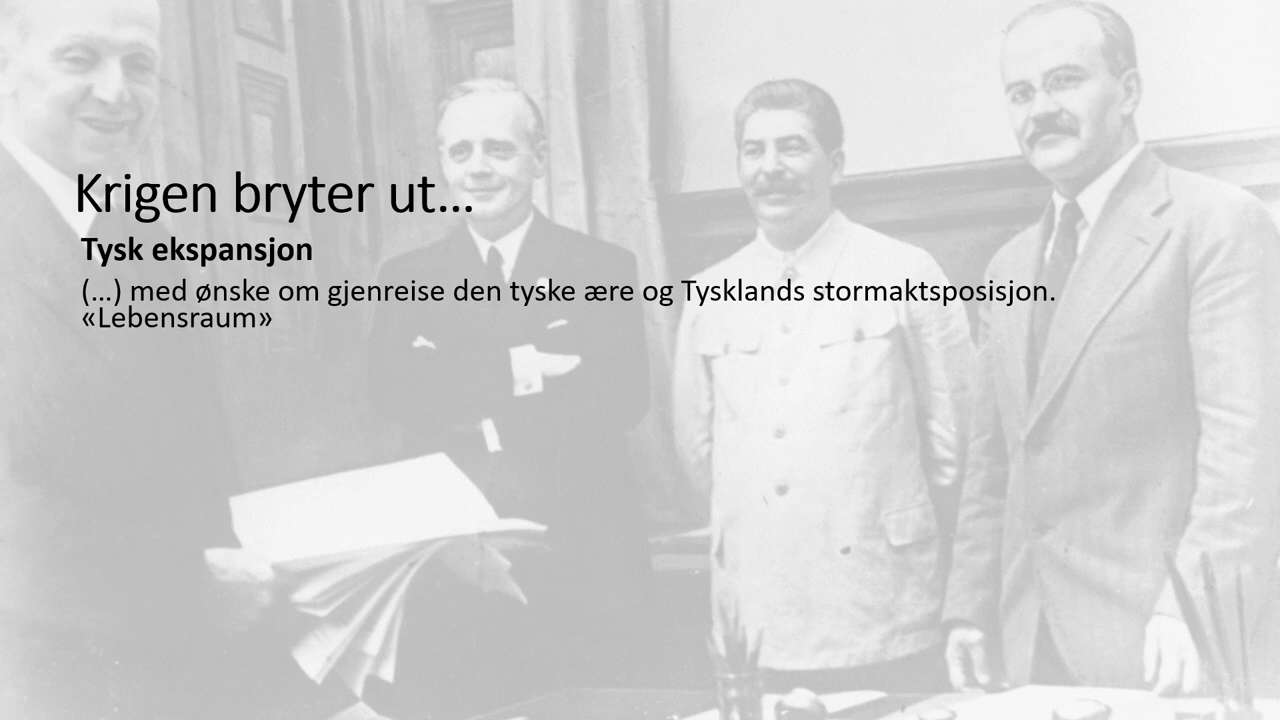 Krigen bryter ut...
Tysk ekspansjon
(...) med ønske om gjenreise den tyske ære og Tysklands stormaktsposisjon.
«Lebensraum»